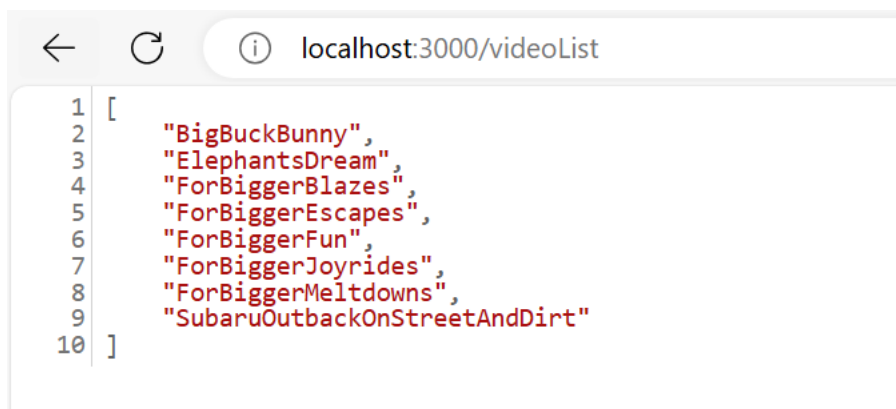 localhost:3000/videoList
1 [
2 "BigBuckBunny",
3 "ElephantsDream",
4 "ForBiggerBlazes",
5 "ForBiggerEscapes",
6 "ForBiggerFun",
7 "ForBiggerJoyrides",
8 "ForBiggerMeltdowns",
9 "SubaruOutbackOnStreetAndDirt"
10 ]